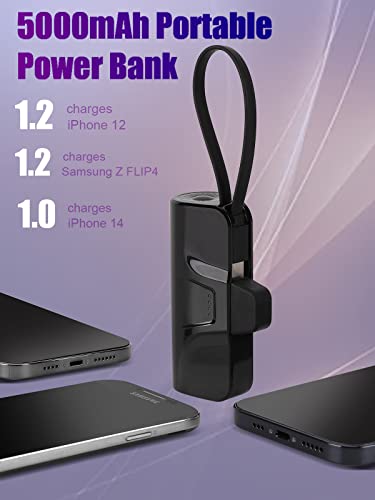 5000mAh Portable
Power Bank
1.2 charges
iPhone 12
1.2 charges
Samsung Z FLIP4
1.0 charges
iPhone 14
SAMSUNG